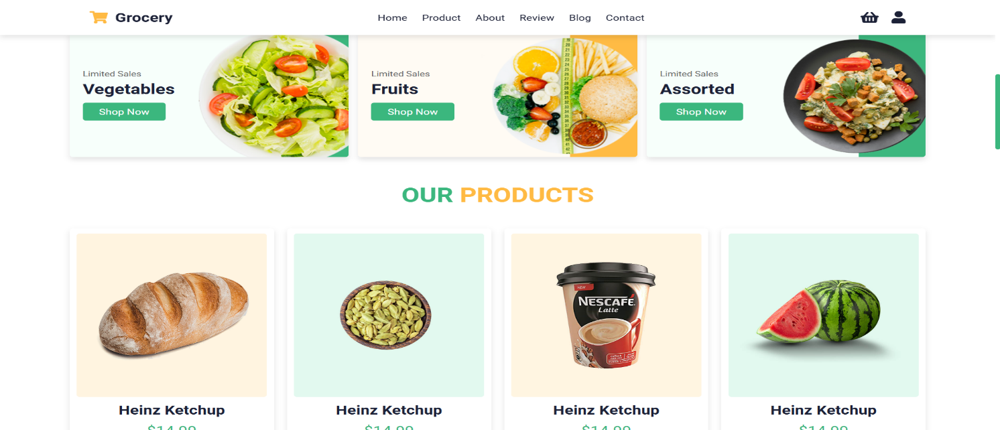 Grocery
Home Product About Review Blog Contact
Limited Sales
Vegetables
Shop Now
Limited Sales
Fruits
Shop Now
Limited Sales
Assorted
Shop Now
OUR PRODUCTS
NEW
NESCAFÉ.
Latte
Heinz Ketchup
Heinz Ketchup
Heinz Ketchup
Heinz Ketchup
$14.99
$14.99
$14.99
$14.99